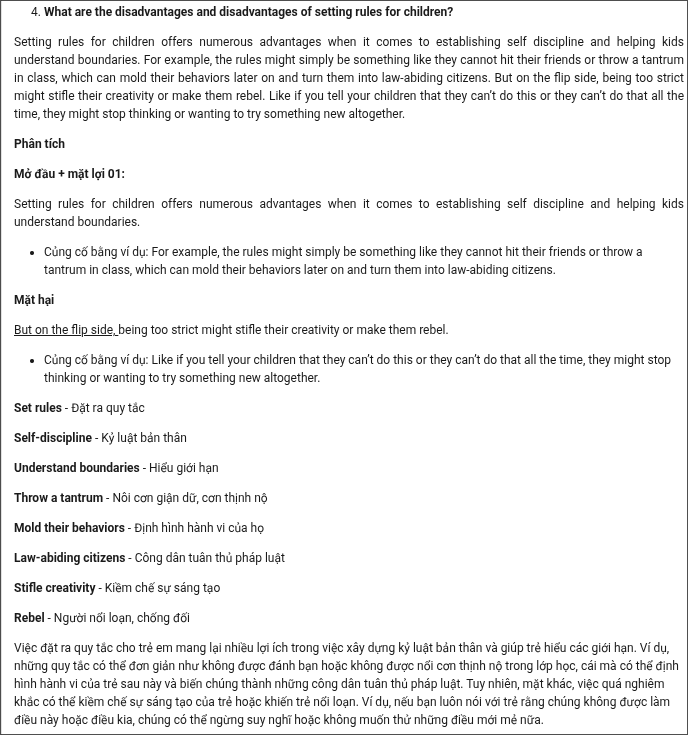 4. What are the disadvantages and disadvantages of setting rules for children?
Setting rules for children offers numerous advantages when it comes to establishing self discipline and helping kids
understand boundaries. For example, the rules might simply be something like they cannot hit their friends or throw a tantrum
in class, which can mold their behaviors later on and turn them into law-abiding citizens. But on the flip side, being too strict
might stifle their creativity or make them rebel. Like if you tell your children that they can't do this or they can't do that all the
time, they might stop thinking or wanting to try something new altogether.
Phân tích
Mở đầu + mặt lợi 01:
Setting rules for children offers numerous advantages when it comes to establishing self discipline and helping kids
understand boundaries.
• Củng cố bằng ví dụ: For example, the rules might simply be something like they cannot hit their friends or throw a
tantrum in class, which can mold their behaviors later on and turn them into law-abiding citizens.
Mặt hại
But on the flip side, being too strict might stifle their creativity or make them rebel.
• Củng cố bằng ví dụ: Like if you tell your children that they can't do this or they can't do that all the time, they might stop
thinking or wanting to try something new altogether.
Set rules - Đặt ra quy tắc
Self-discipline - Kỷ luật bản thân
Understand boundaries - Hiểu giới hạn
Throw a tantrum - Nôi cơn giận dữ, cơn thịnh nộ
Mold their behaviors - Định hình hành vi của họ
Law-abiding citizens - Công dân tuân thủ pháp luật
Stifle creativity - Kiềm chế sự sáng tạo
Rebel - Người nổi loạn, chống đối
Việc đặt ra quy tắc cho trẻ em mang lại nhiều lợi ích trong việc xây dựng kỷ luật bản thân và giúp trẻ hiểu các giới hạn. Ví dụ,
những quy tắc có thể đơn giản như không được đánh bạn hoặc không được nổi cơn thịnh nộ trong lớp học, cái mà có thể định
hình hành vi của trẻ sau này và biến chúng thành những công dân tuân thủ pháp luật. Tuy nhiên, mặt khác, việc quá nghiêm
khắc có thể kiềm chế sự sáng tạo của trẻ hoặc khiến trẻ nổi loạn. Ví dụ, nếu bạn luôn nói với trẻ rằng chúng không được làm
điều này hoặc điều kia, chúng có thể ngừng suy nghĩ hoặc không muốn thử những điều mới mẻ nữa.